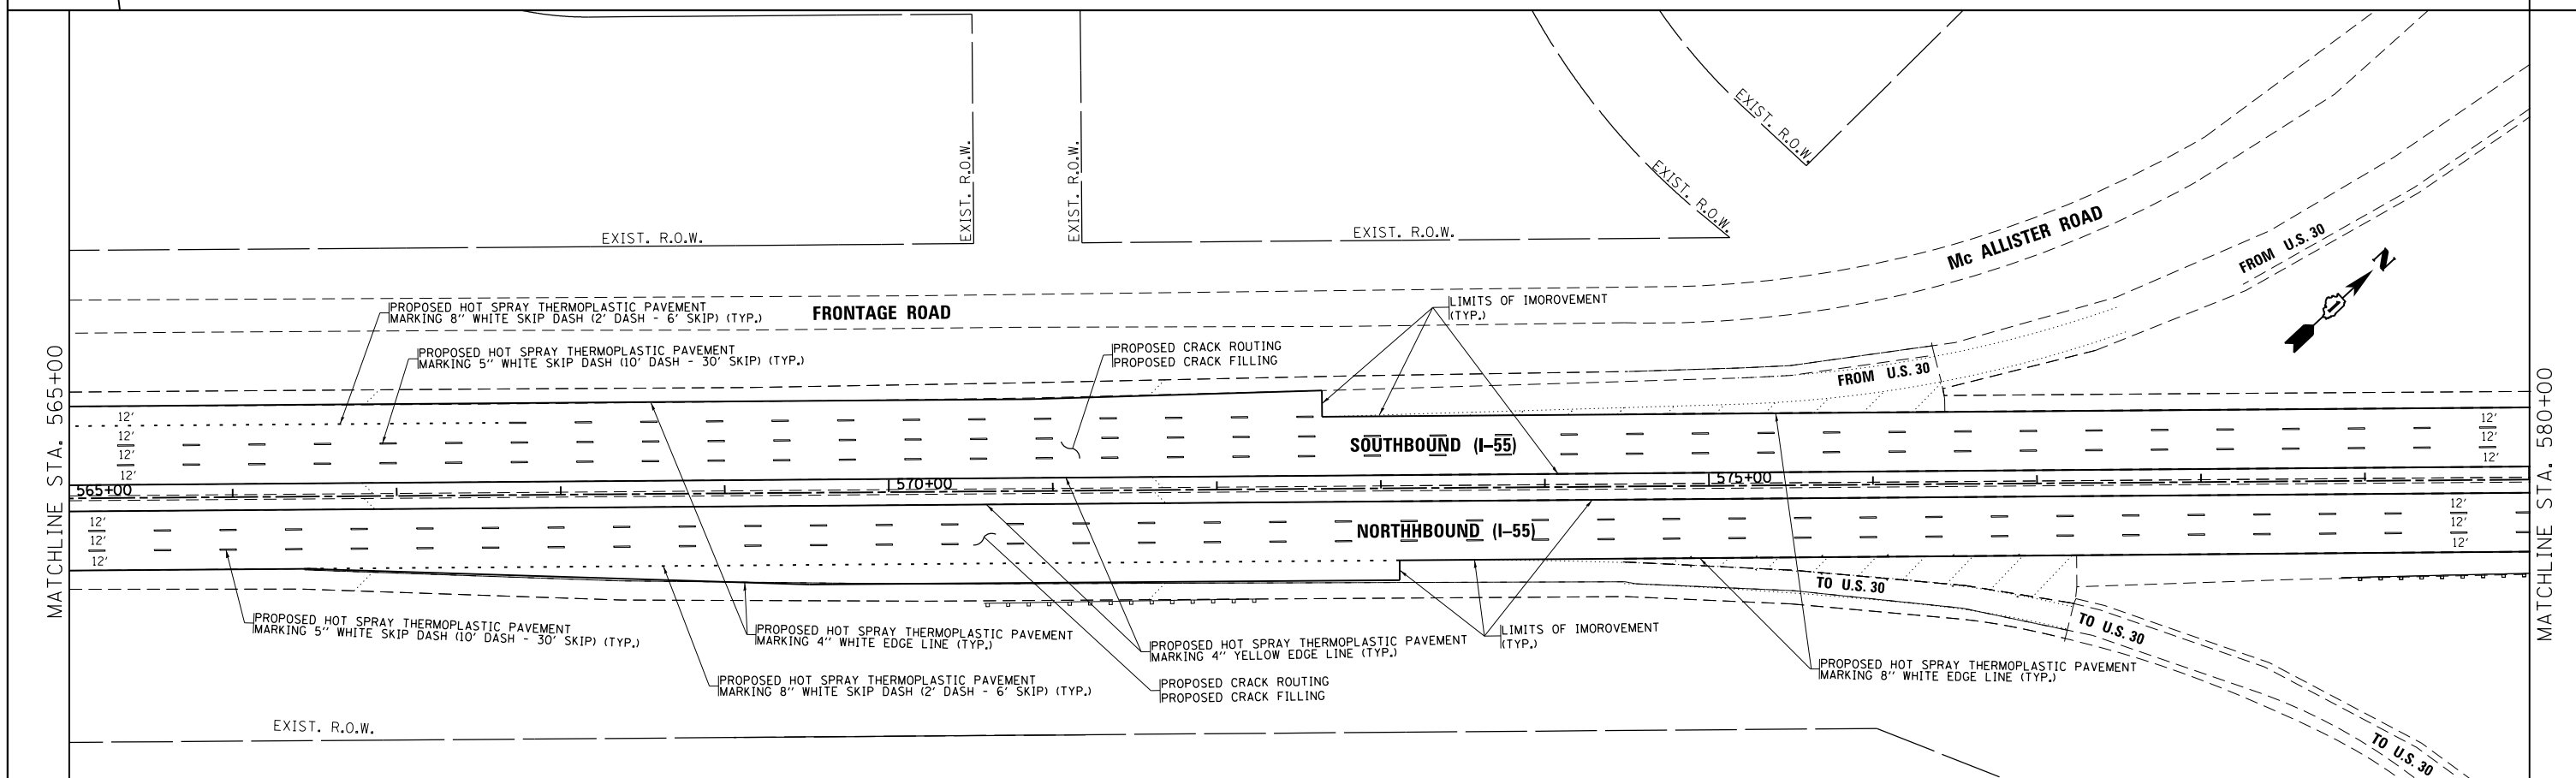 EXIST. R.O.W.
EXIST. R.O.W.
EXIST. R.O.W.
EXIST. R.O.W.
EXIST. R.O.W.
EXIST. R.O.W.
Mc ALLISTER ROAD
FROM U.S. 30
N
PROPOSED HOT SPRAY THERMOPLASTIC PAVEMENT
MARKING 8" WHITE SKIP DASH (2' DASH - 6' SKIP) (TYP.)
FRONTAGE ROAD
LIMITS OF IMOROVEMENT
(TYP.)
PROPOSED HOT SPRAY THERMOPLASTIC PAVEMENT
MARKING 5" WHITE SKIP DASH (10' DASH - 30' SKIP) (TYP.)
PROPOSED CRACK ROUTING
PROPOSED CRACK FILLING
FROM U.S. 30
MATCHLINE STA. 565+00
MATCHLINE STA. 580+00
12'
12'
12'
12'
SOUTHBOUND (I-55)
12'
12'
12'
565+00
570+00
575+00
12'
12'
12'
NORTHHBOUND (I-55)
12'
12'
12'
TO U.S. 30
TO U.S. 30
TO U.S. 30
PROPOSED HOT SPRAY THERMOPLASTIC PAVEMENT
MARKING 5" WHITE SKIP DASH (10' DASH - 30' SKIP) (TYP.)
PROPOSED HOT SPRAY THERMOPLASTIC PAVEMENT
MARKING 4" WHITE EDGE LINE (TYP.)
PROPOSED HOT SPRAY THERMOPLASTIC PAVEMENT
MARKING 4" YELLOW EDGE LINE (TYP.)
LIMITS OF IMOROVEMENT
(TYP.)
PROPOSED HOT SPRAY THERMOPLASTIC PAVEMENT
MARKING 8" WHITE EDGE LINE (TYP.)
PROPOSED HOT SPRAY THERMOPLASTIC PAVEMENT
MARKING 8" WHITE SKIP DASH (2' DASH - 6' SKIP) (TYP.)
PROPOSED CRACK ROUTING
PROPOSED CRACK FILLING
EXIST. R.O.W.